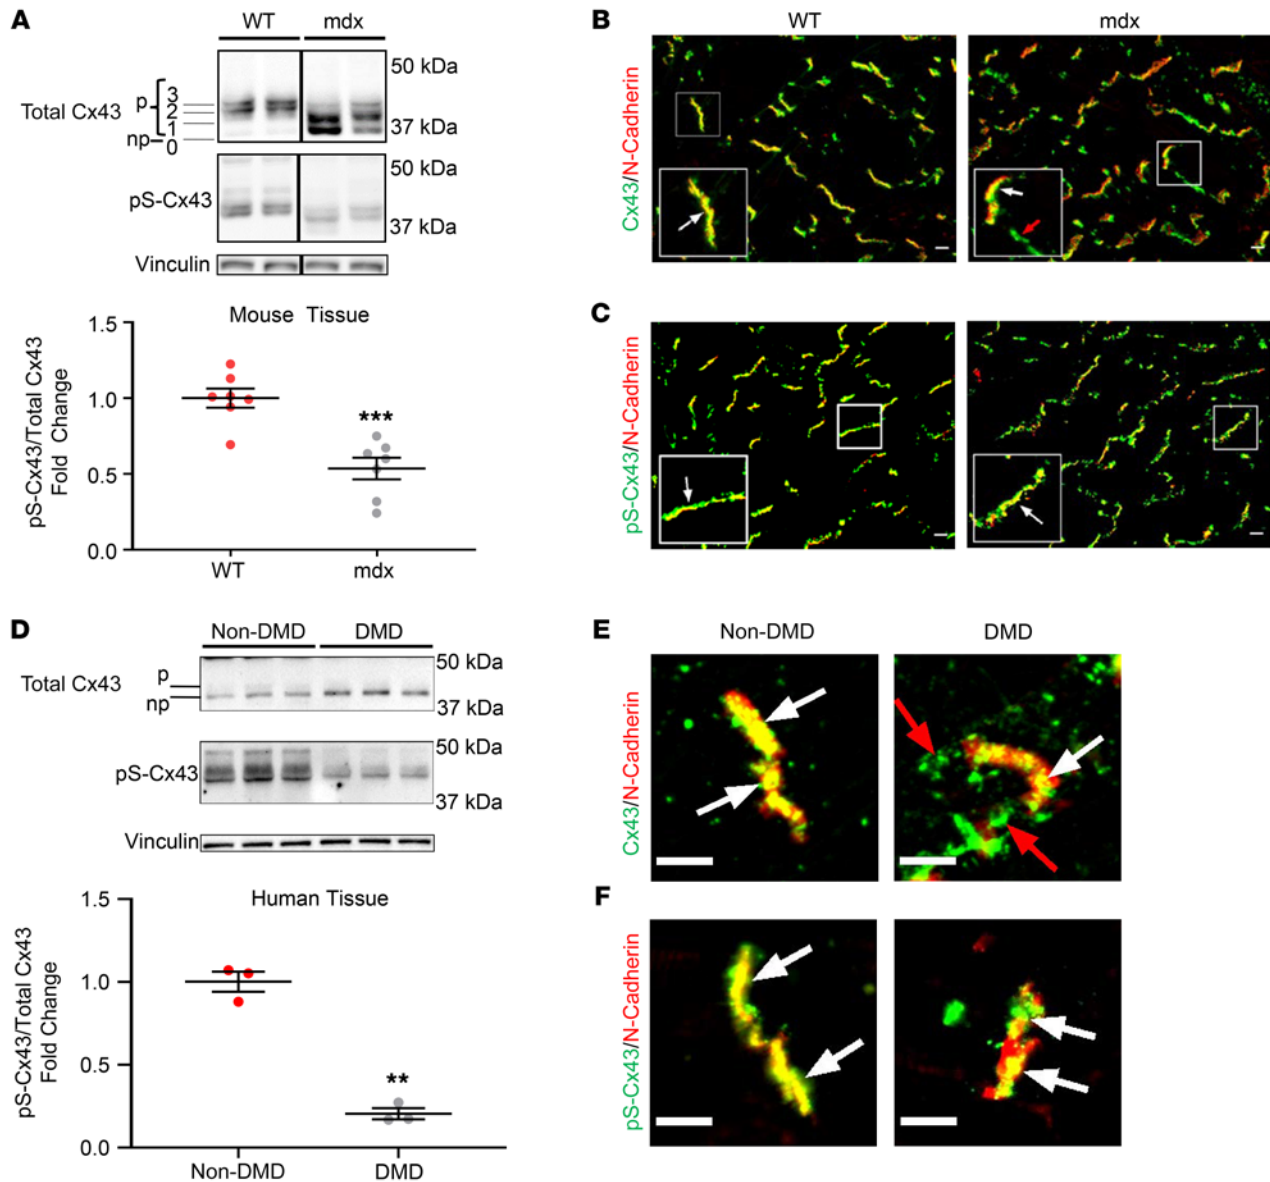 A
WT mdx
50 kDa
Total Cx43 p 3
2
1
np 0
37 kDa
50 kDa
pS-Cx43
37 kDa
Vinculin
Mouse Tissue
pS-Cx43/Total Cx43
Fold Change
1.5
1.0
***
0.5
0.0
WT mdx
B
WT mdx
Cx43/N-Cadherin
C
pS-Cx43/N-Cadherin
D
Non-DMD DMD
50 kDa
Total Cx43 p
np
37 kDa
50 kDa
pS-Cx43
37 kDa
Vinculin
Human Tissue
pS-Cx43/Total Cx43
Fold Change
1.5
1.0
0.5
**
0.0
Non-DMD DMD
E
Non-DMD DMD
Cx43/N-Cadherin
F
pS-Cx43/N-Cadherin